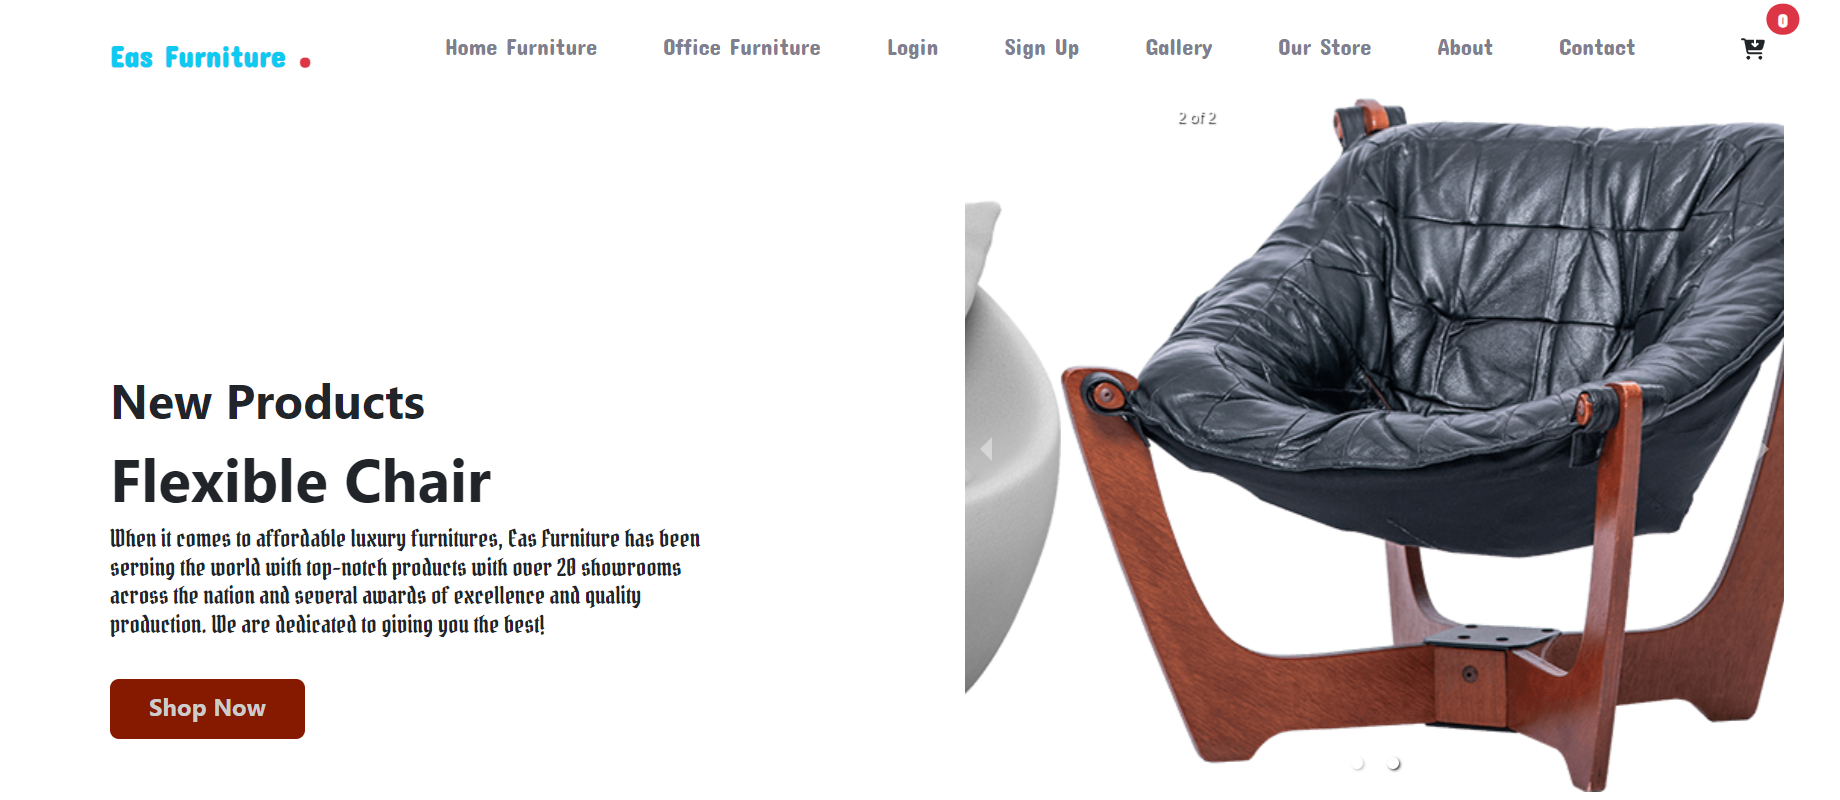 Eas Furniture .
Home Furniture
Office Furniture
Login
Sign Up
Gallery
Our Store
About
Contact
0
2 of 2
New Products
Flexible Chair
When it comes to affordable luxury furnitures, Eas Furniture has been
serving the world with top-notch products with over 20 showrooms
across the nation and several awards of excellence and quality
production. We are dedicated to giving you the best!
Shop Now